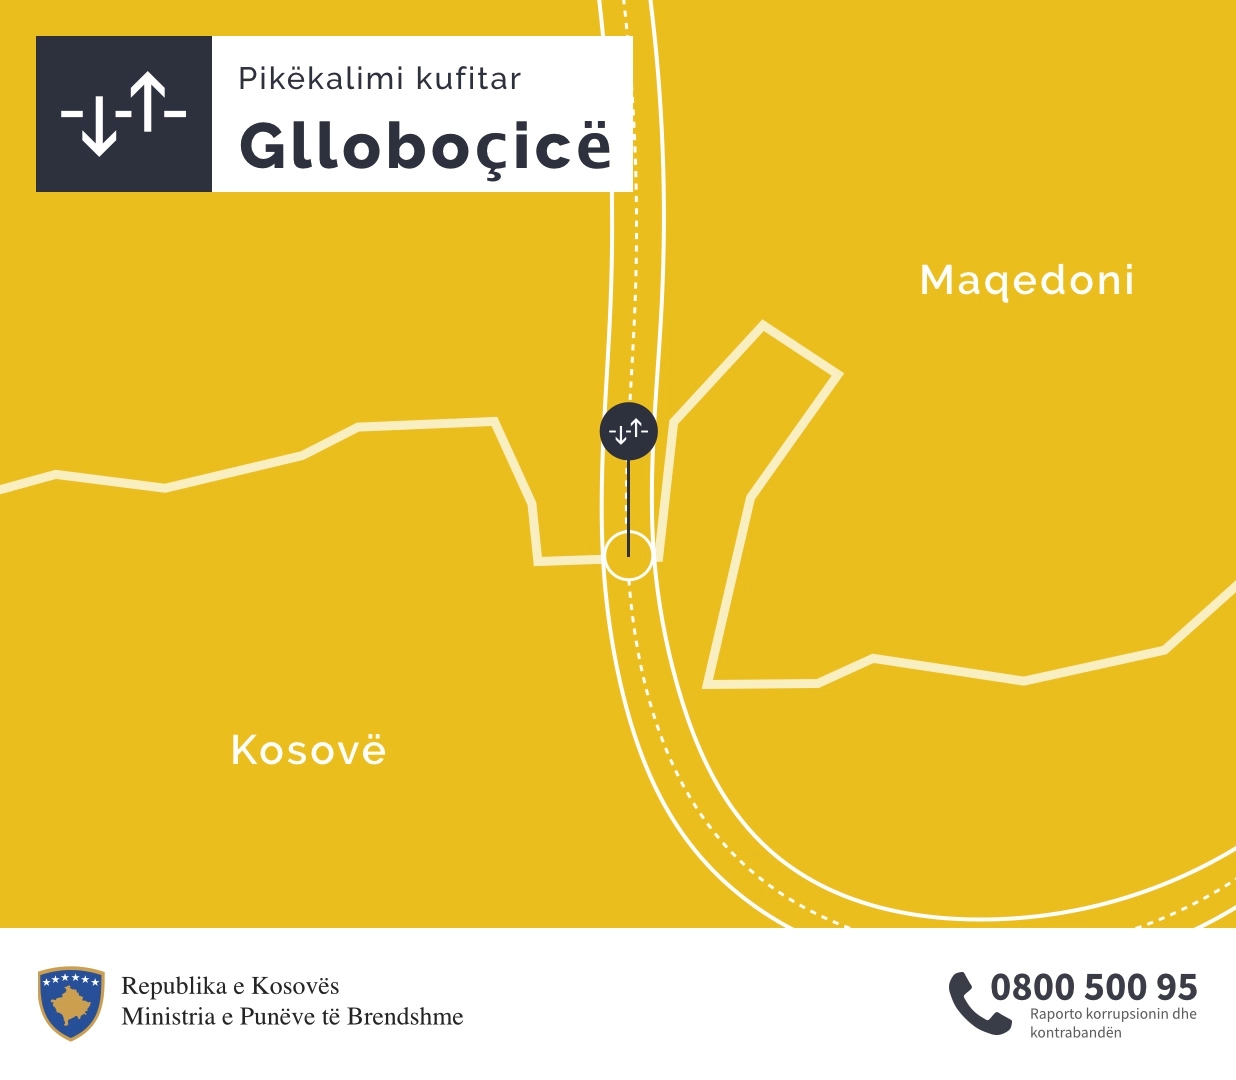 Pikëkalimi kufitar
Glloboçicë
Maqedoni
Kosovë
Republika e Kosovës
Ministria e Punëve të Brendshme
0800 500 95
Raporto korrupsionin dhe
kontrabandën